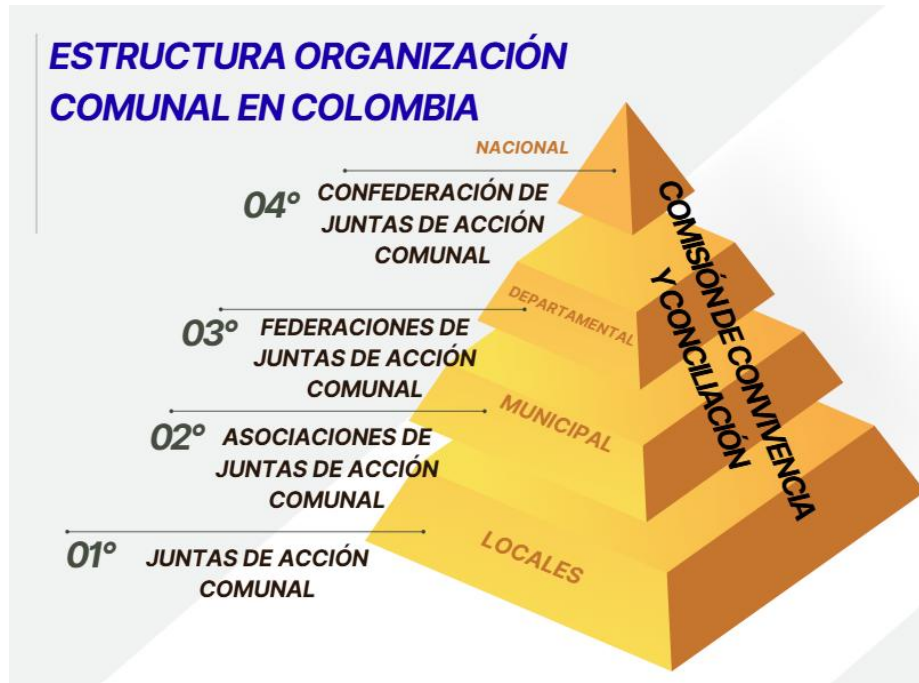 ESTRUCTURA ORGANIZACIÓN
COMUNAL EN COLOMBIA
NACIONAL
04°
CONFEDERACIÓN DE
JUNTAS DE ACCIÓN
COMUNAL
DEPARTAMENTAL
03°
FEDERACIONES DE
JUNTAS DE ACCIÓN
COMUNAL
MUNICIPAL
02°
ASOCIACIONES DE
JUNTAS DE ACCIÓN
COMUNAL
LOCALES
01°
JUNTAS DE ACCIÓN
COMUNAL
COMISIÓN DE CONVIVENCIA
Y CONCILIACIÓN